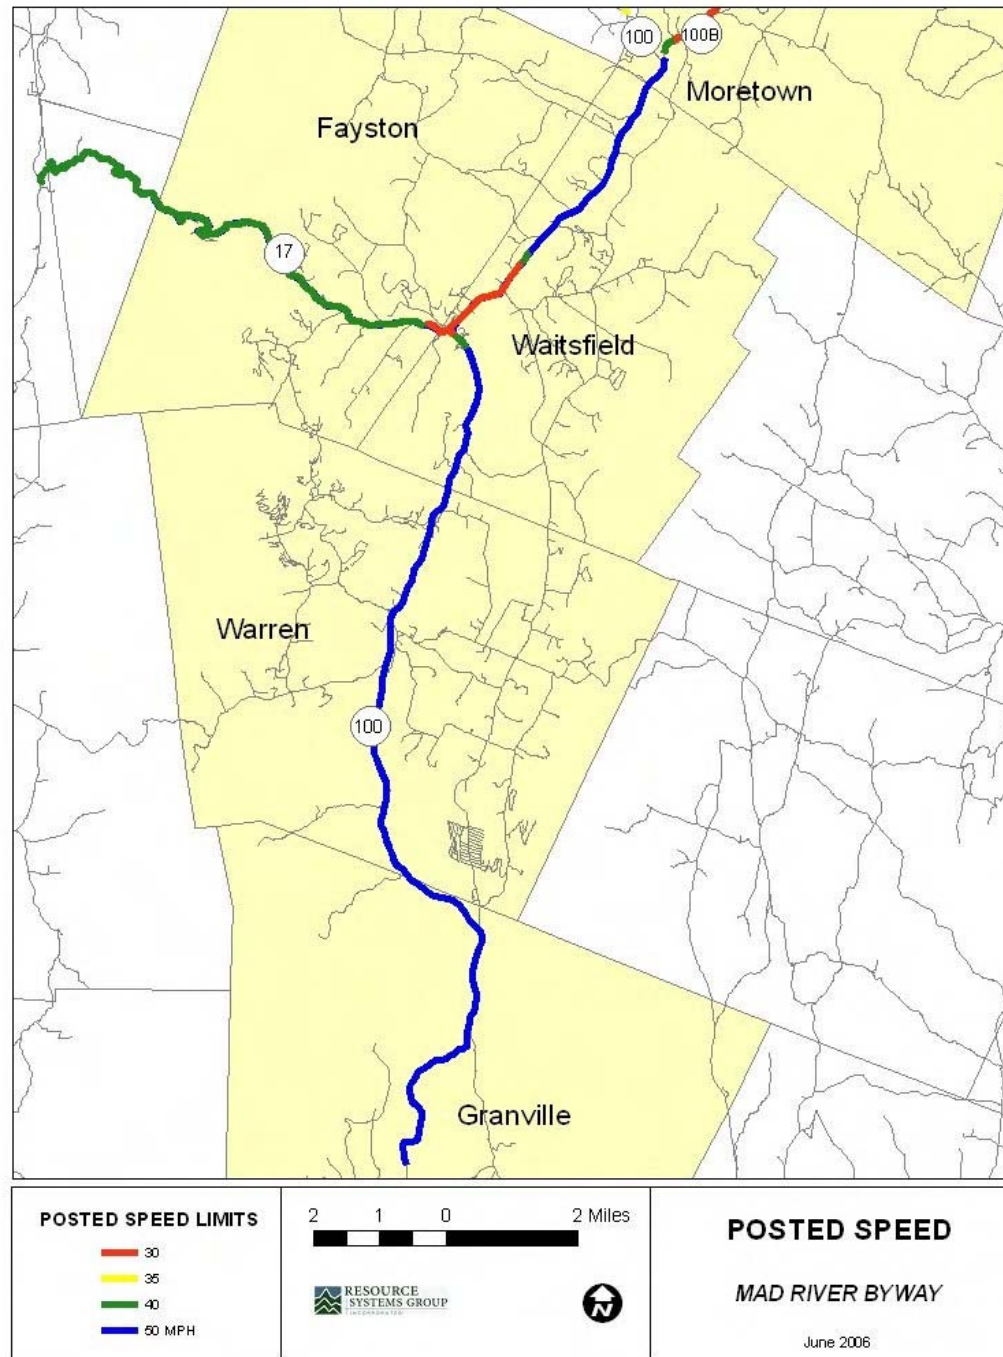 100
100B
Moretown
Fayston
17
Waitsfield
Warren
100
Granville
POSTED SPEED LIMITS
30
35
40
50 MPH
2 1 0 2 Miles
RESOURCE
SYSTEMS GROUP
INCORPORATED
N
POSTED SPEED
MAD RIVER BYWAY
June 2006